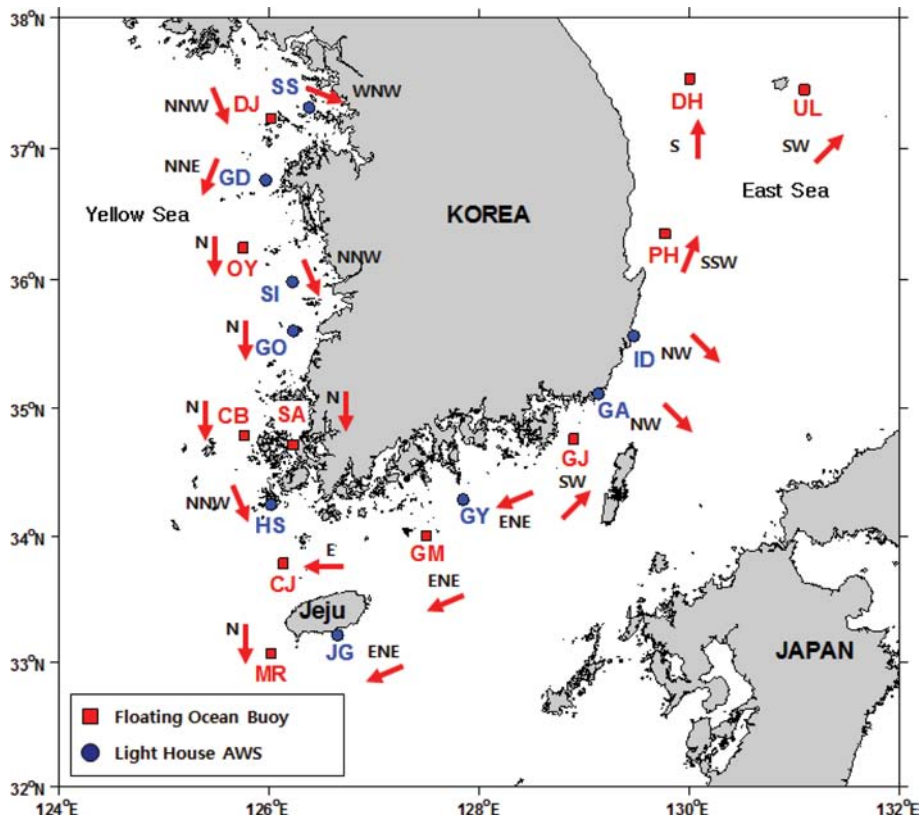 38°N
37°N
36°N
35°N
34°N
33°N
32°N
124°E
126°E
128°E
130°E
132°E
SS
WNW
NNW
DJ
DH
UL
S
SW
NNE
GD
East Sea
Yellow Sea
KOREA
N
OY
NNW
SI
PH
SSW
N
GO
ID
NW
N
CB
SA
N
GA
NW
GJ
SW
NNW
HS
GY
ENE
E
CJ
GM
ENE
Jeju
N
MR
JG
ENE
JAPAN
Floating Ocean Buoy
Light House AWS